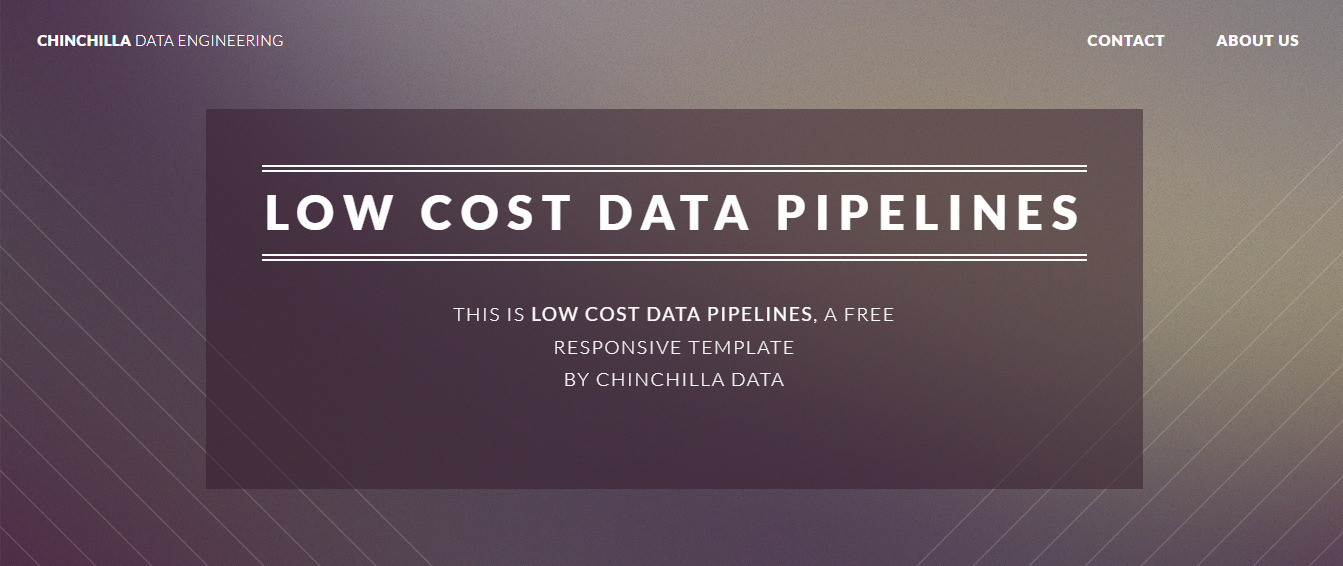 CHINCHILLA DATA ENGINEERING
CONTACT
ABOUT US
LOW COST DATA PIPELINES
THIS IS LOW COST DATA PIPELINES, A FREE
RESPONSIVE TEMPLATE
BY CHINCHILLA DATA